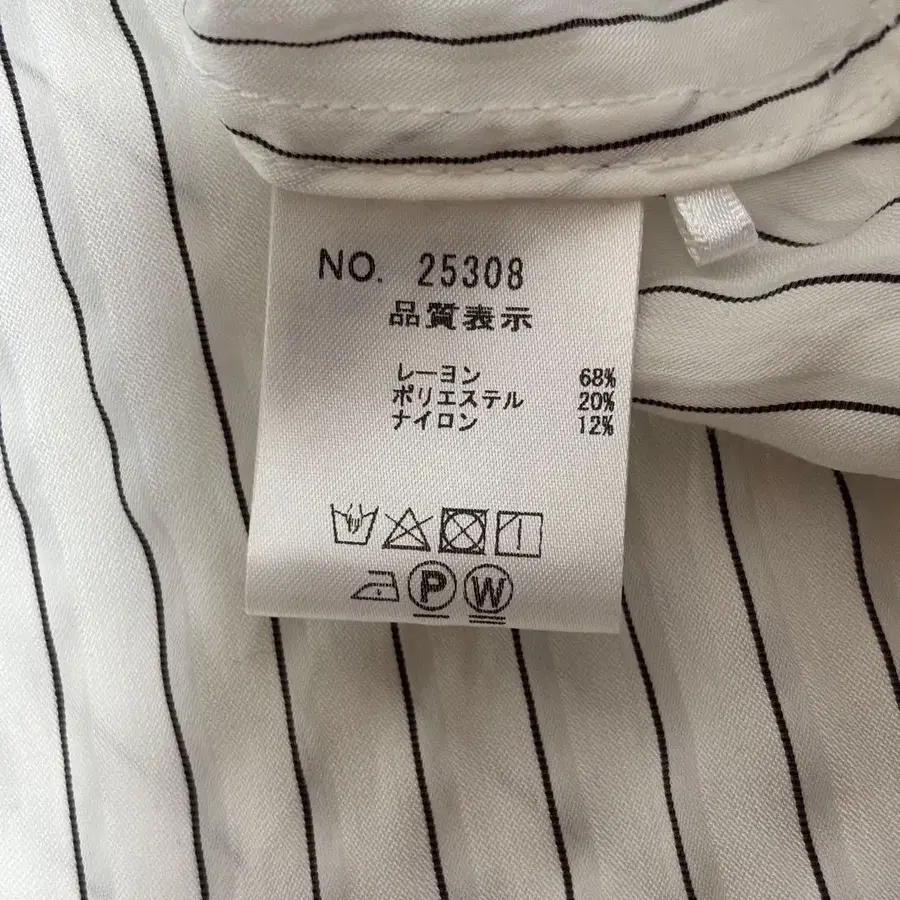 NO. 25308
品質表示
レーヨン 68%
ポリエステル 20%
ナイロン 12%
P W